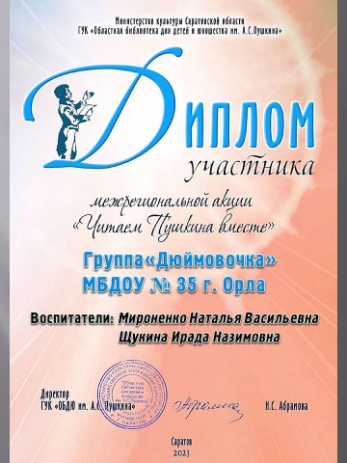 Министерство культуры Саратовской области
ГУК «Областная библиотека для детей и юношества им. А.С.Пушкина»
Диплом
участника
межрегиональной акции
«Читаем Пушкина вместе»
Группа«Дюймовочка»
МБДОУ № 35 г. Орла
Воспитатели: Мироненко Наталья Васильевна
Щукина Ирада Назимовна
Директор
ГУК «ОБДЮ им. А.С. Пушкина»
Н.С. Абрамова
Саратов
2023